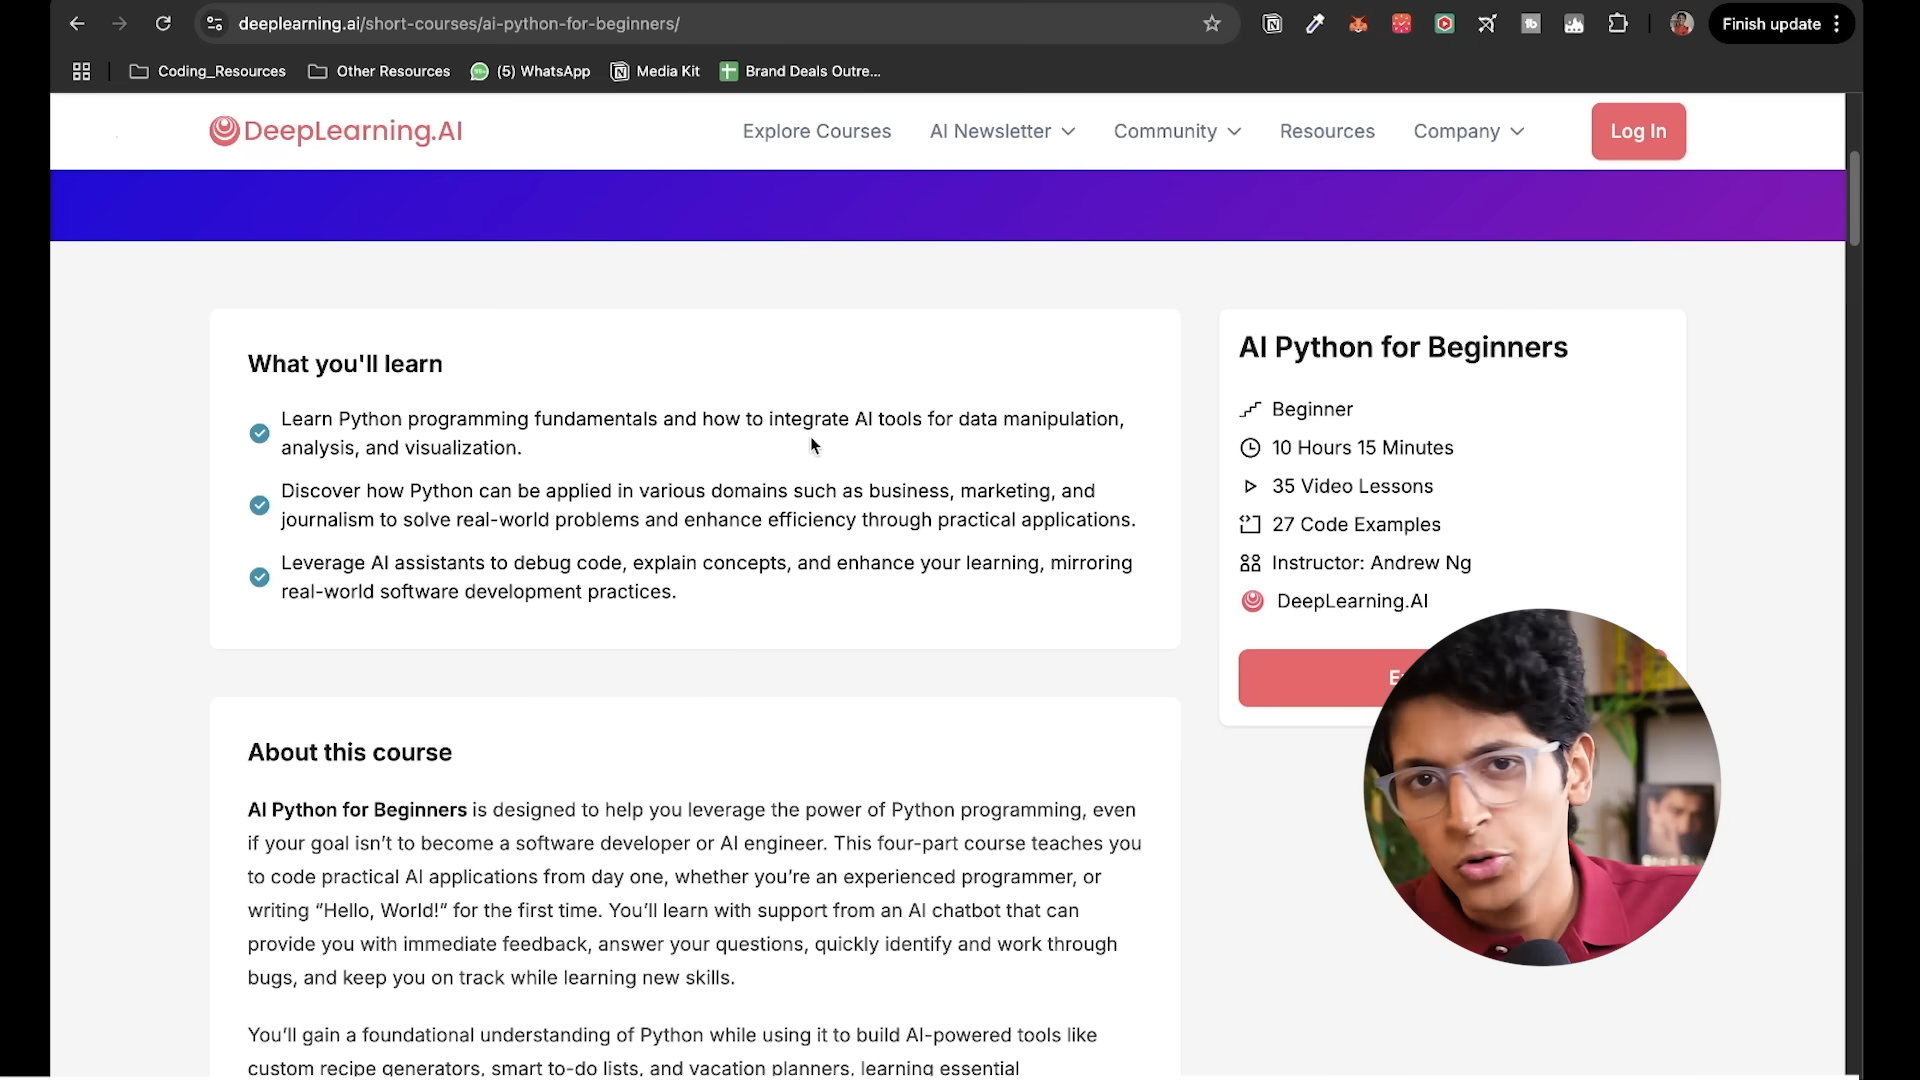 deeplearning.ai/short-courses/ai-python-for-beginners/
Finish update
Coding_Resources
Other Resources
(5) WhatsApp
Media Kit
Brand Deals Outre...
DeepLearning.AI
Explore Courses
AI Newsletter
Community
Resources
Company
Log In
What you'll learn
Learn Python programming fundamentals and how to integrate AI tools for data manipulation,
analysis, and visualization.
Discover how Python can be applied in various domains such as business, marketing, and
journalism to solve real-world problems and enhance efficiency through practical applications.
Leverage AI assistants to debug code, explain concepts, and enhance your learning, mirroring
real-world software development practices.
AI Python for Beginners
Beginner
10 Hours 15 Minutes
35 Video Lessons
27 Code Examples
Instructor: Andrew Ng
DeepLearning.AI
About this course
AI Python for Beginners is designed to help you leverage the power of Python programming, even
if your goal isn't to become a software developer or AI engineer. This four-part course teaches you
to code practical AI applications from day one, whether you're an experienced programmer, or
writing “Hello, World!” for the first time. You'll learn with support from an AI chatbot that can
provide you with immediate feedback, answer your questions, quickly identify and work through
bugs, and keep you on track while learning new skills.
You'll gain a foundational understanding of Python while using it to build AI-powered tools like
custom recipe generators, smart to-do lists, and vacation planners, learning essential